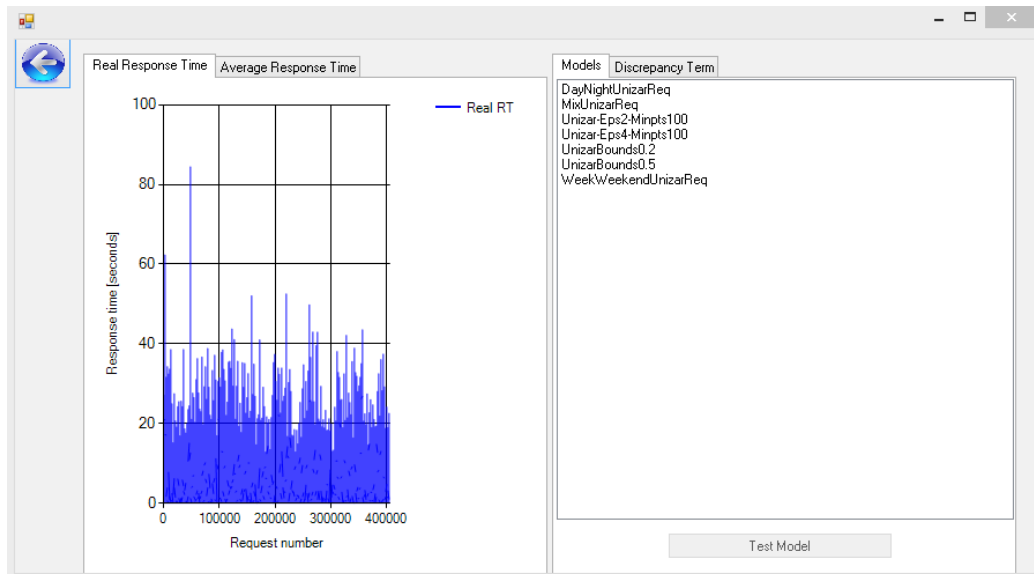 Real Response Time
Average Response Time
100
80
60
40
20
0
Response time [seconds]
0 100000 200000 300000 400000
Request number
Real RT
Models
Discrepancy Term
DayNightUnizarReq
MixUnizarReq
Unizar-Eps2-Minpts100
Unizar-Eps4-Minpts100
UnizarBounds0.2
UnizarBounds0.5
WeekWeekendUnizarReq
Test Model